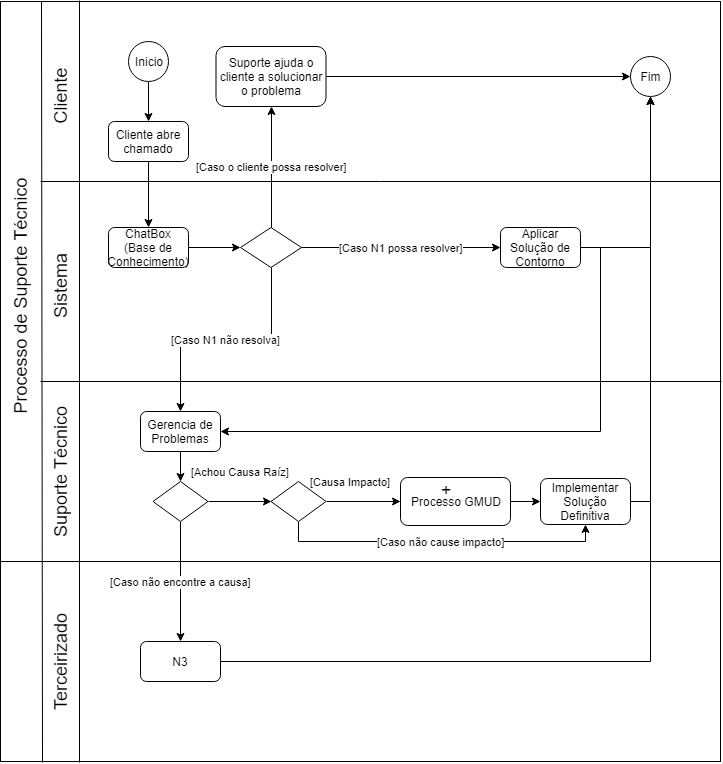 Processo de Suporte Técnico
Cliente
Inicio
Suporte ajuda o
cliente a solucionar
o problema
Fim
Cliente abre
chamado
[Caso o cliente possa resolver]
Sistema
ChatBox
(Base de
Conhecimento)
[Caso N1 possa resolver]
Aplicar
Solução de
Contorno
[Caso N1 não resolva]
Suporte Técnico
Gerencia de
Problemas
[Achou Causa Raíz]
[Causa Impacto]
+
Processo GMUD
Implementar
Solução
Definitiva
[Caso não cause impacto]
Terceirizado
[Caso não encontre a causa]
N3